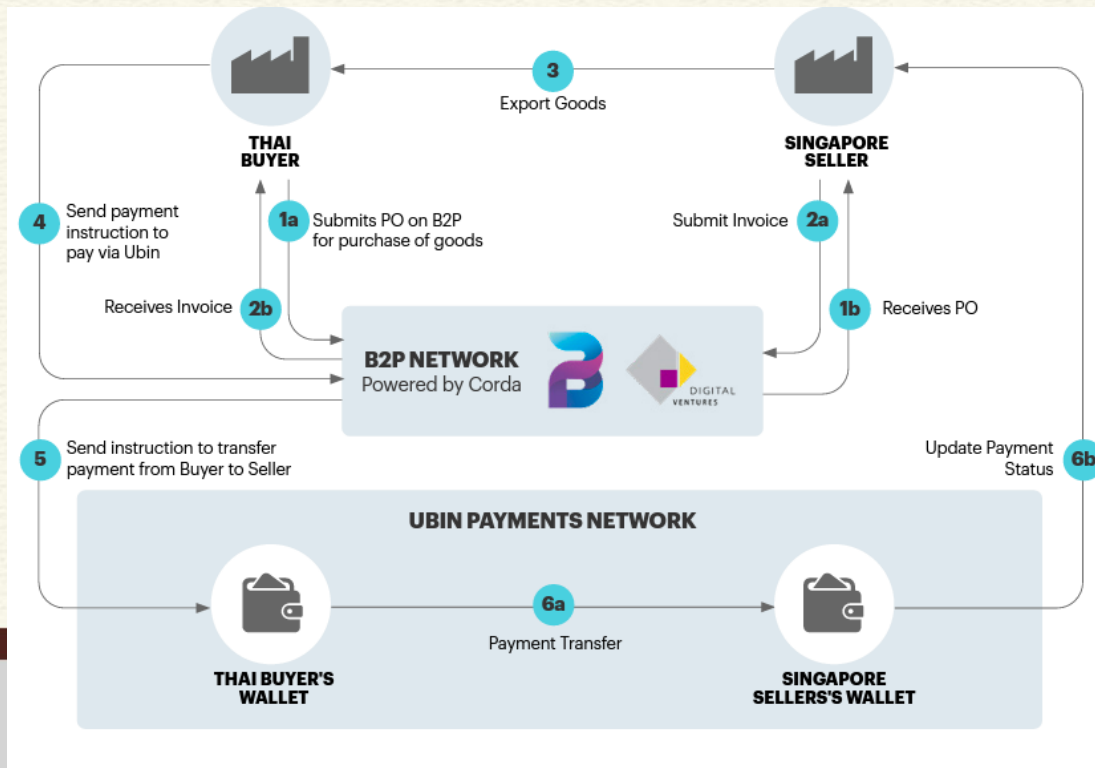 3
Export Goods
THAI
BUYER
SINGAPORE
SELLER
4
Send payment
instruction to
pay via Ubin
1a
Submits PO on B2P
for purchase of goods
Submit Invoice
2a
Receives Invoice
2b
1b
Receives PO
B2P NETWORK
Powered by Corda
DIGITAL
VENTURES
5
Send instruction to transfer
payment from Buyer to Seller
Update Payment
Status
6b
UBIN PAYMENTS NETWORK
6a
Payment Transfer
THAI BUYER'S
WALLET
SINGAPORE
SELLERS'S WALLET